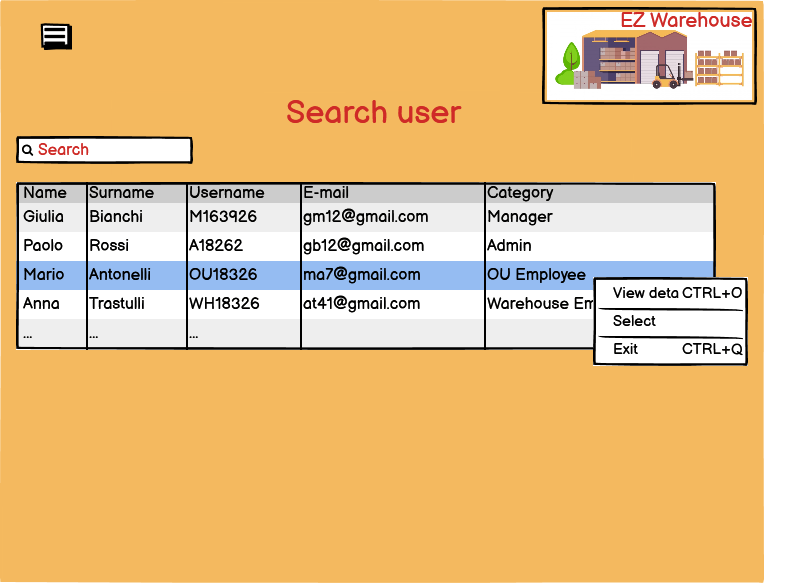 EZ Warehouse
Search user
Search
Name Surname Username E-mail Category
Giulia Bianchi M163926 gm12@gmail.com Manager
Paolo Rossi A18262 gb12@gmail.com Admin
Mario Antonelli OU18326 ma7@gmail.com OU Employee
Anna Trastulli WH18326 at41@gmail.com Warehouse Em
... ... ...
View deta CTRL+O
Select
Exit CTRL+Q